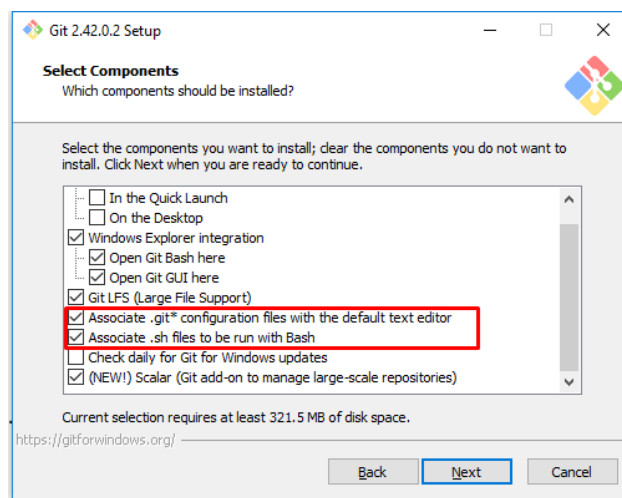 Git 2.42.0.2 Setup
Select Components
Which components should be installed?
Select the components you want to install; clear the components you do not want to
install. Click Next when you are ready to continue.
In the Quick Launch
On the Desktop
Windows Explorer integration
Open Git Bash here
Open Git GUI here
Git LFS (Large File Support)
Associate .git* configuration files with the default text editor
Associate .sh files to be run with Bash
Check daily for Git for Windows updates
(NEW!) Scalar (Git add-on to manage large-scale repositories)
Current selection requires at least 321.5 MB of disk space.
https://gitforwindows.org/
Back Next Cancel